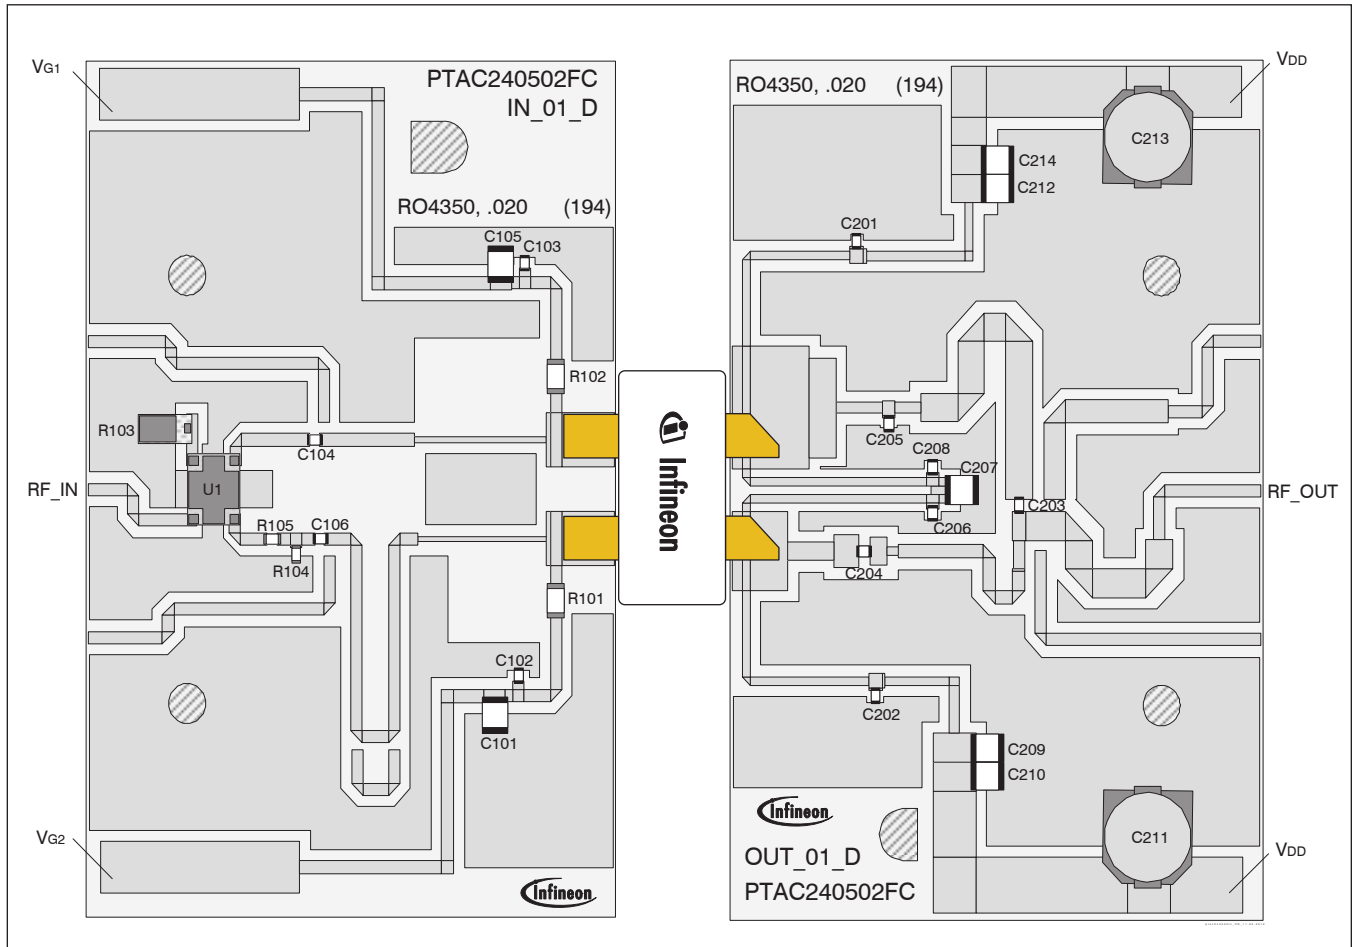 VG1
PTAC240502FC
IN_01_D
RO4350, .020 (194)
C105
C103
R102
R103
C104
RF_IN
U1
R105
C106
R104
R101
C102
C101
VG2
Infineon
Infineon
RO4350, .020 (194)
VDD
C213
C214
C212
C201
C205
C208
C207
C203
RF_OUT
C206
C204
C202
C209
C210
Infineon
C211
OUT_01_D
PTAC240502FC
VDD